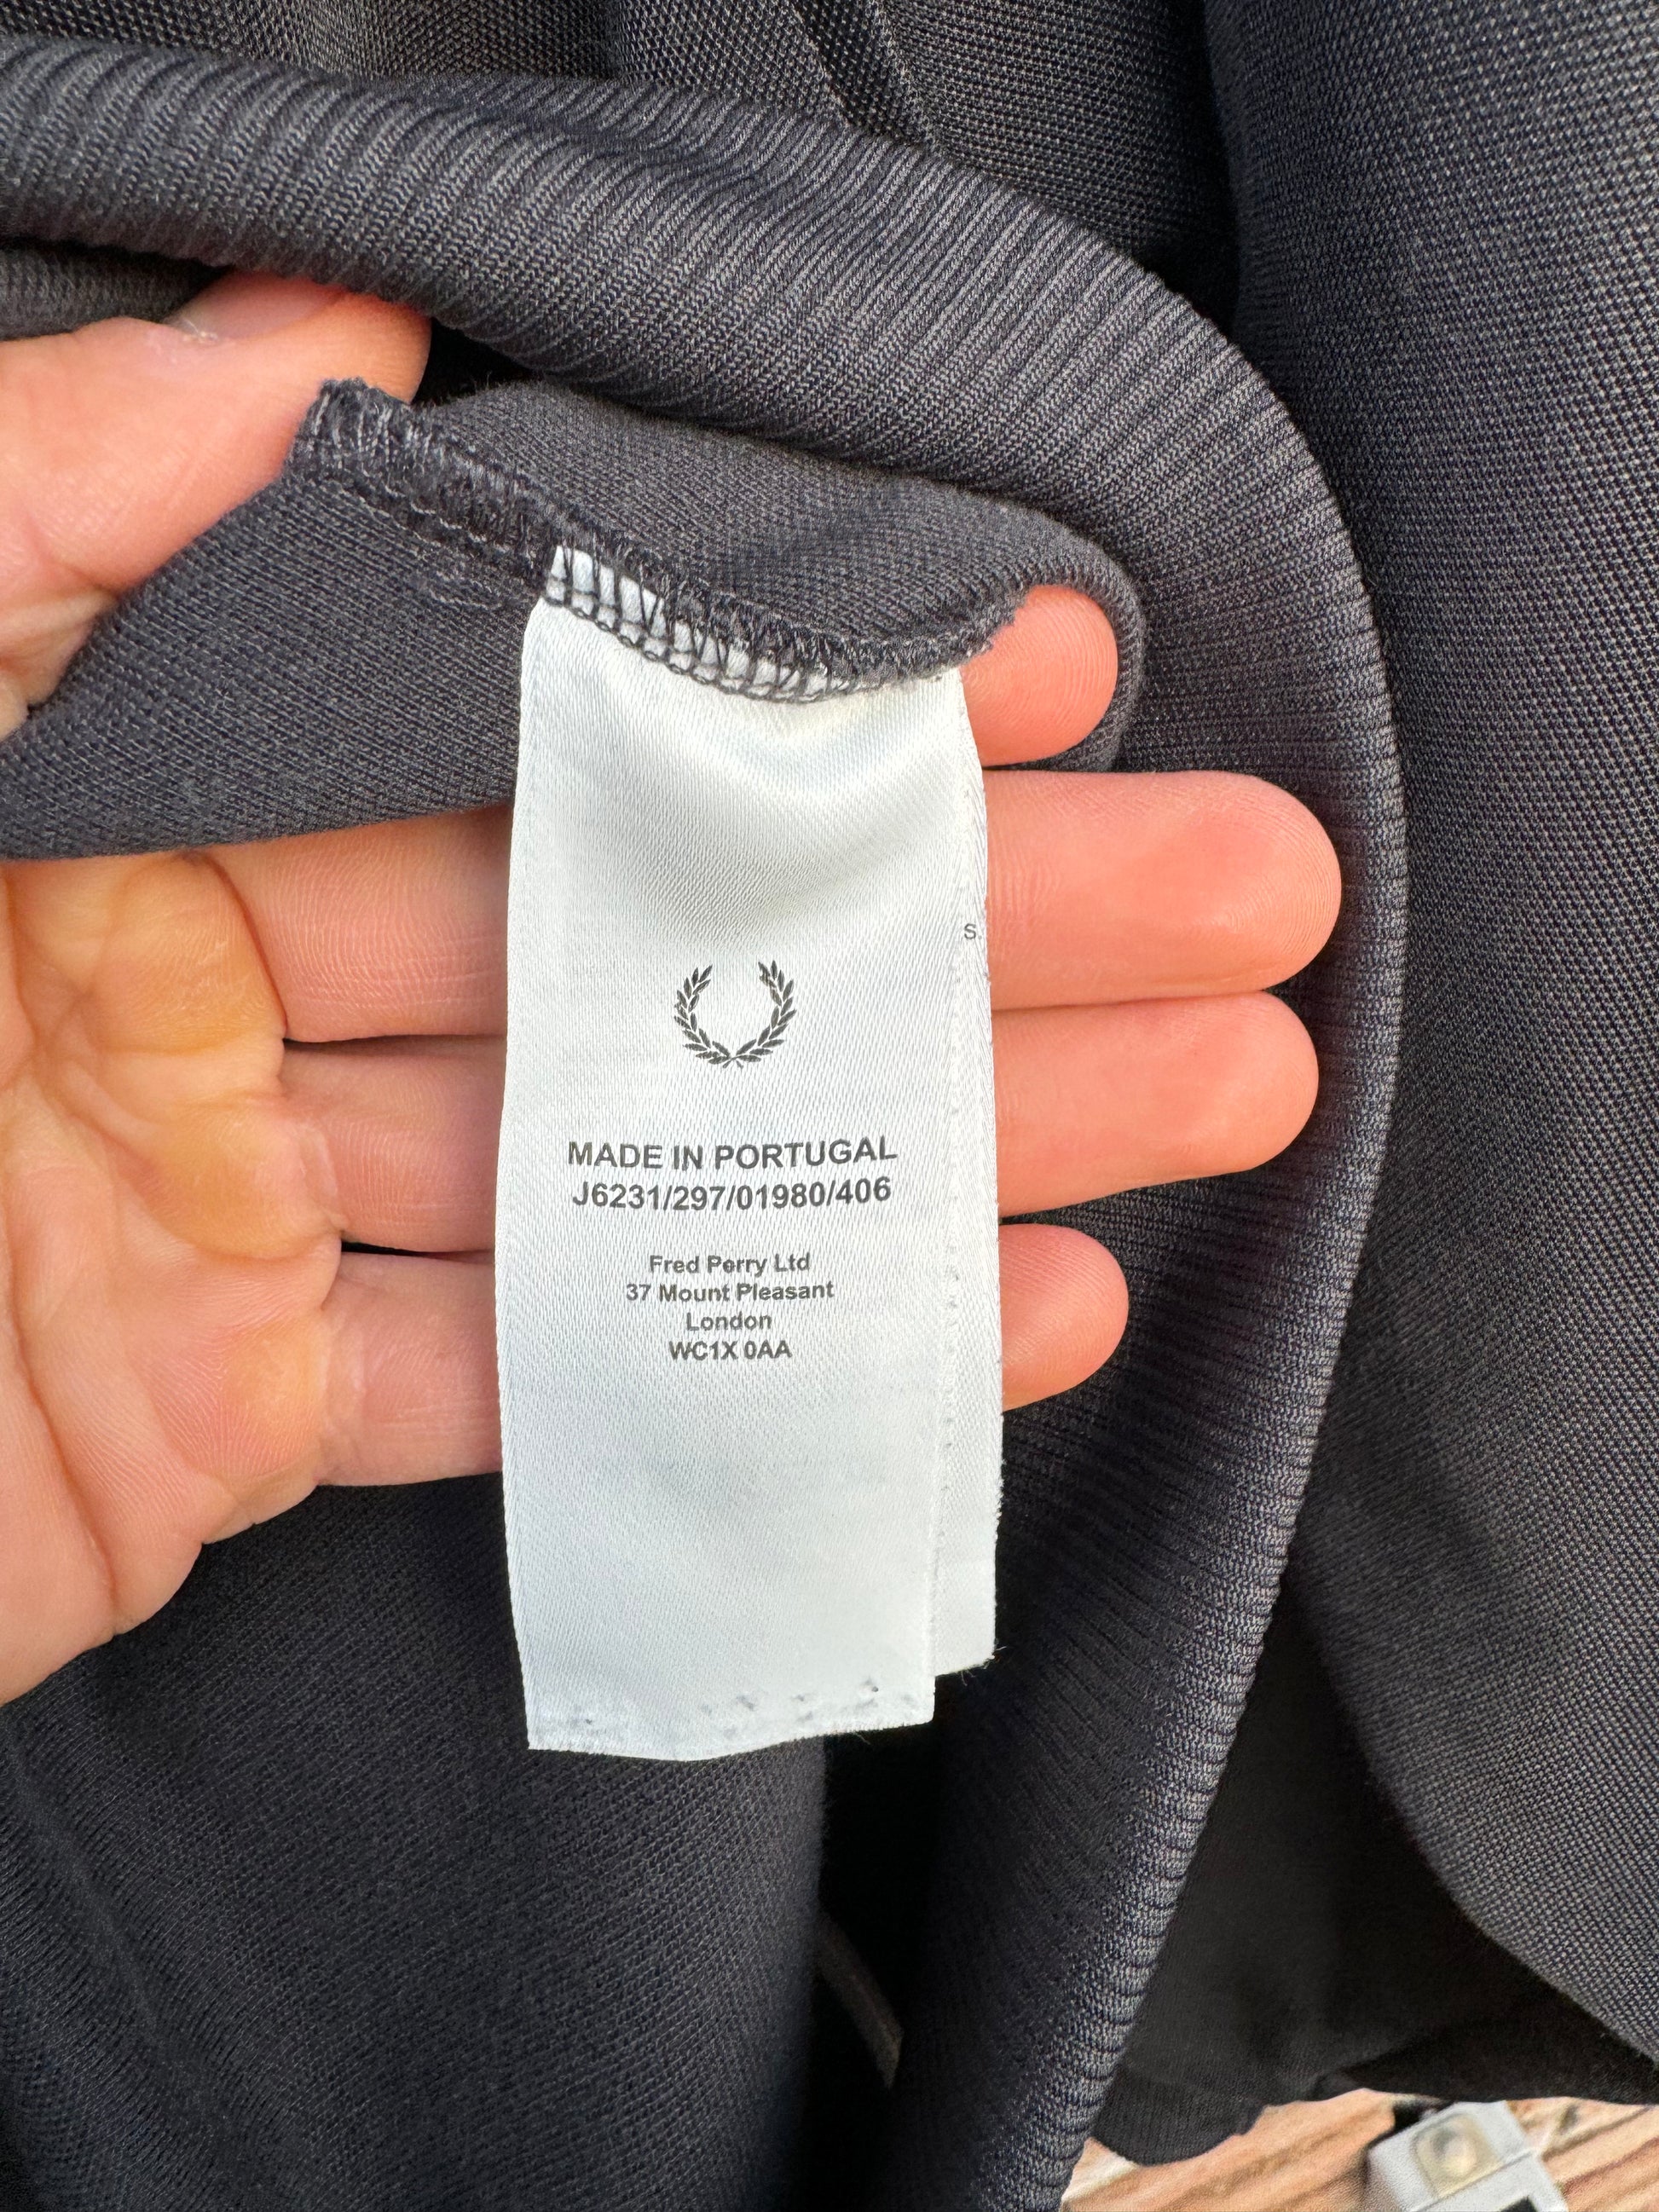 S.
MADE IN PORTUGAL
J6231/297/01980/406
Fred Perry Ltd
37 Mount Pleasant
London
WC1X 0AA